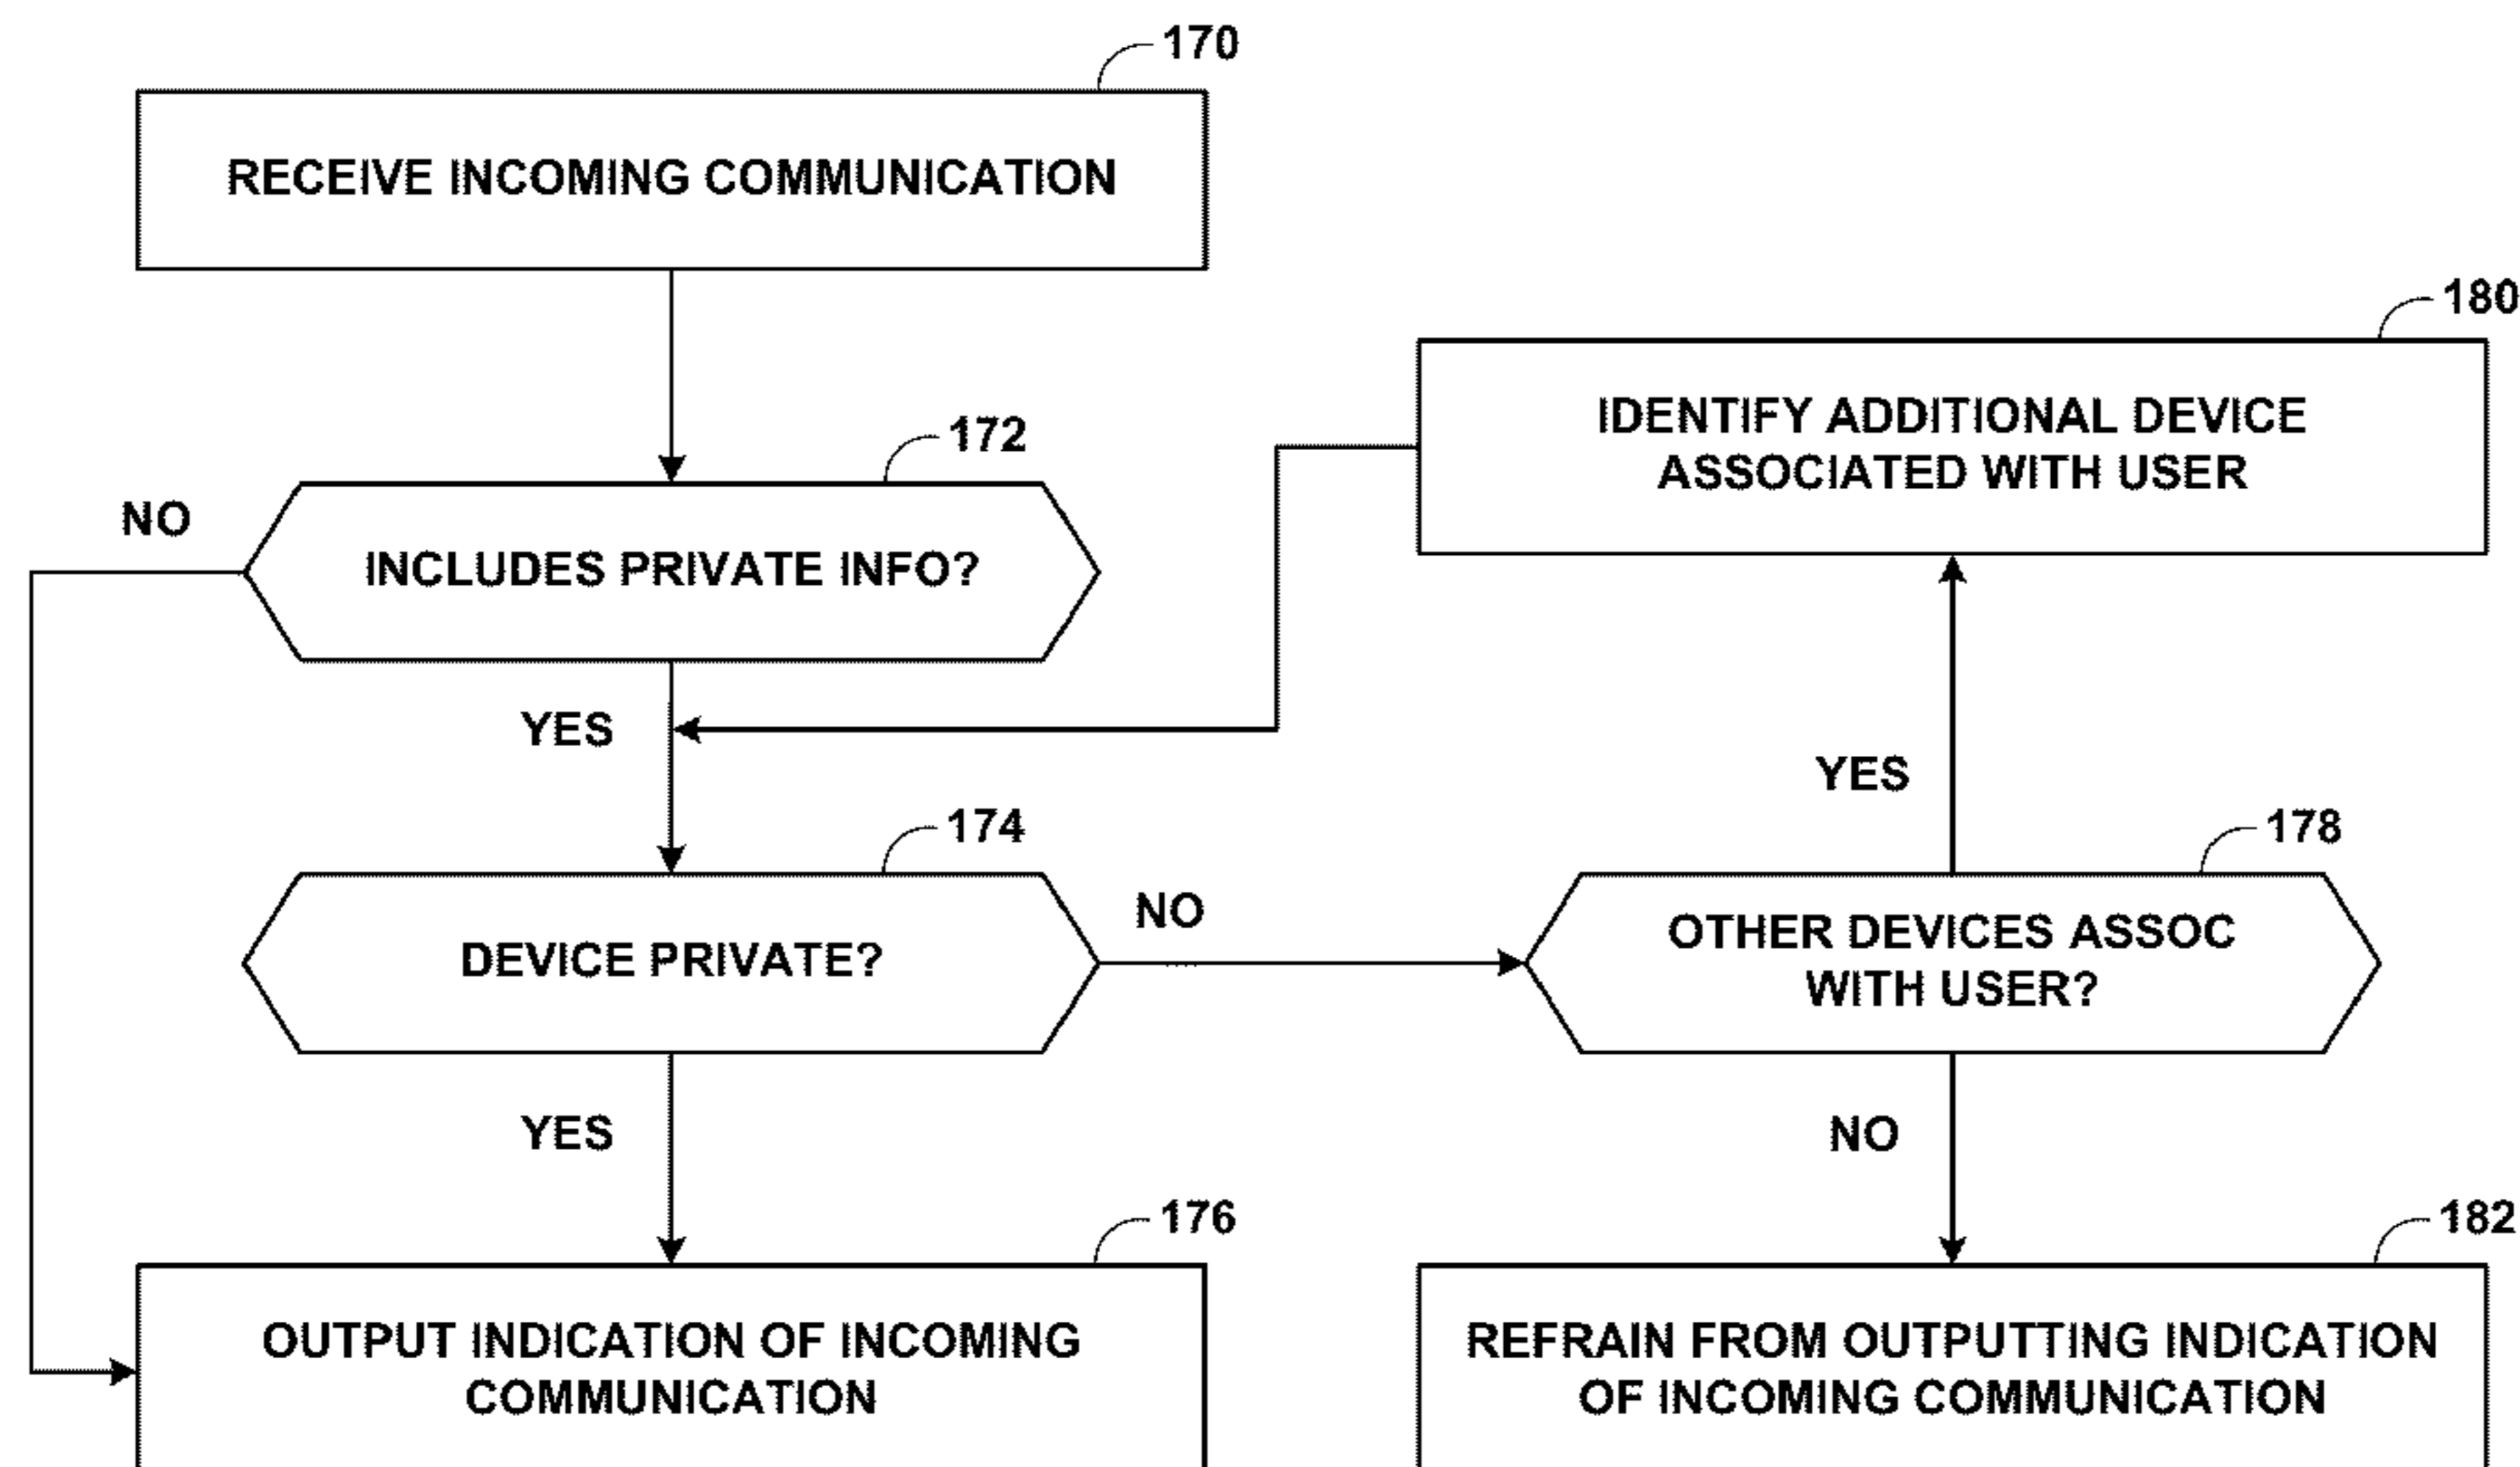 170
RECEIVE INCOMING COMMUNICATION
180
IDENTIFY ADDITIONAL DEVICE
ASSOCIATED WITH USER
172
NO
INCLUDES PRIVATE INFO?
YES
YES
174
178
NO
DEVICE PRIVATE?
OTHER DEVICES ASSOC
WITH USER?
YES
NO
176
182
OUTPUT INDICATION OF INCOMING
COMMUNICATION
REFRAIN FROM OUTPUTTING INDICATION
OF INCOMING COMMUNICATION